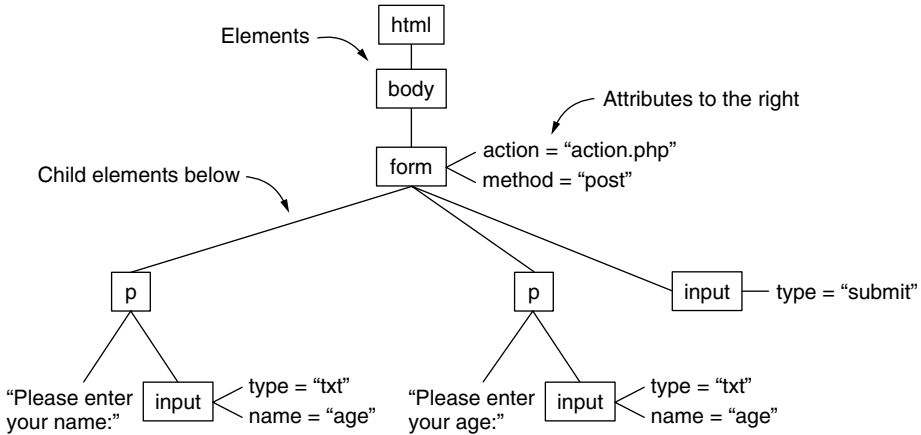 html
Elements
body
Attributes to the right
action = “action.php”
form
method = “post”
Child elements below
p
p
input
type = “submit”
“Please enter
your name:”
input
type = “txt”
name = “age”
“Please enter
your age:”
input
type = “txt”
name = “age”